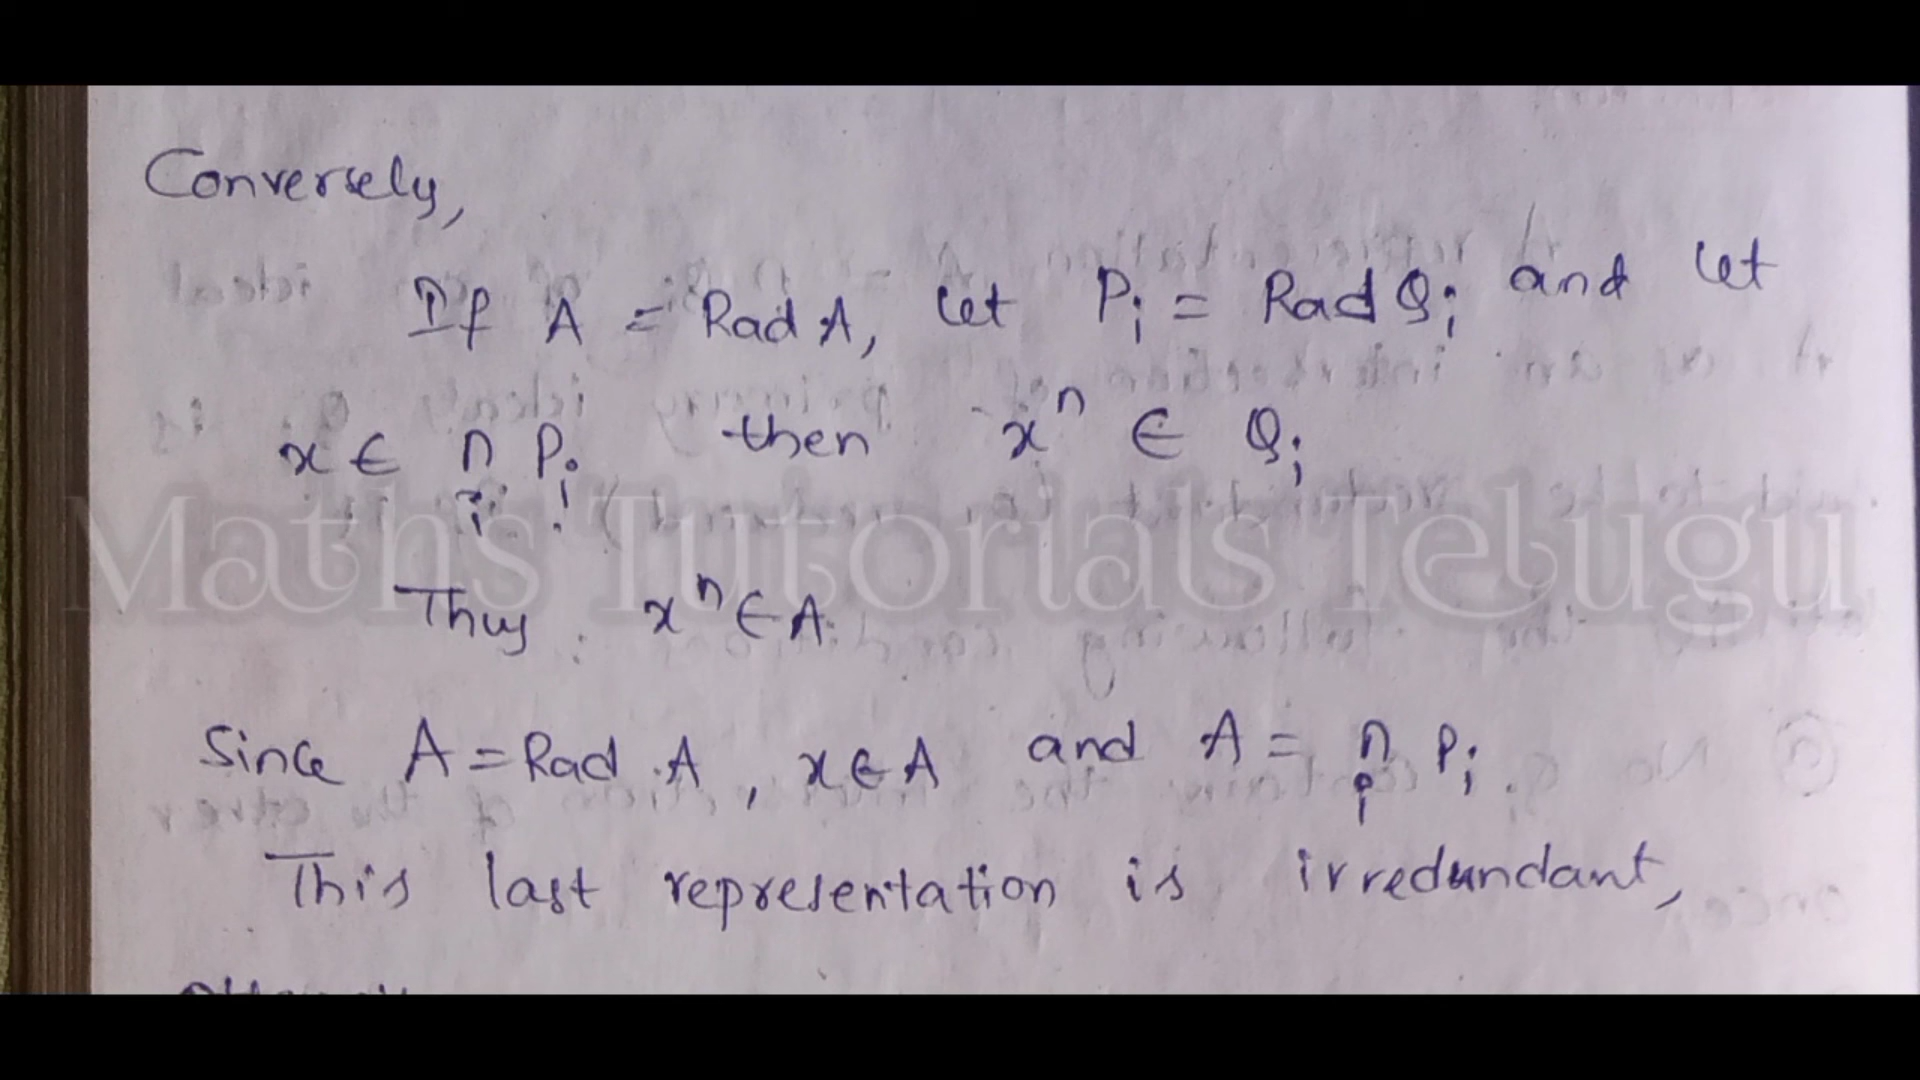 Conversely,
If A = Rad A, let Pᵢ = Rad Qᵢ and let
x ∈ ∩ᵢ Pᵢ then xⁿ ∈ Qᵢ
Maths Tutorials Telugu
Thus xⁿ ∈ A
Since A = Rad A, x ∈ A and A = ∩ᵢ Pᵢ
This last representation is irredundant,